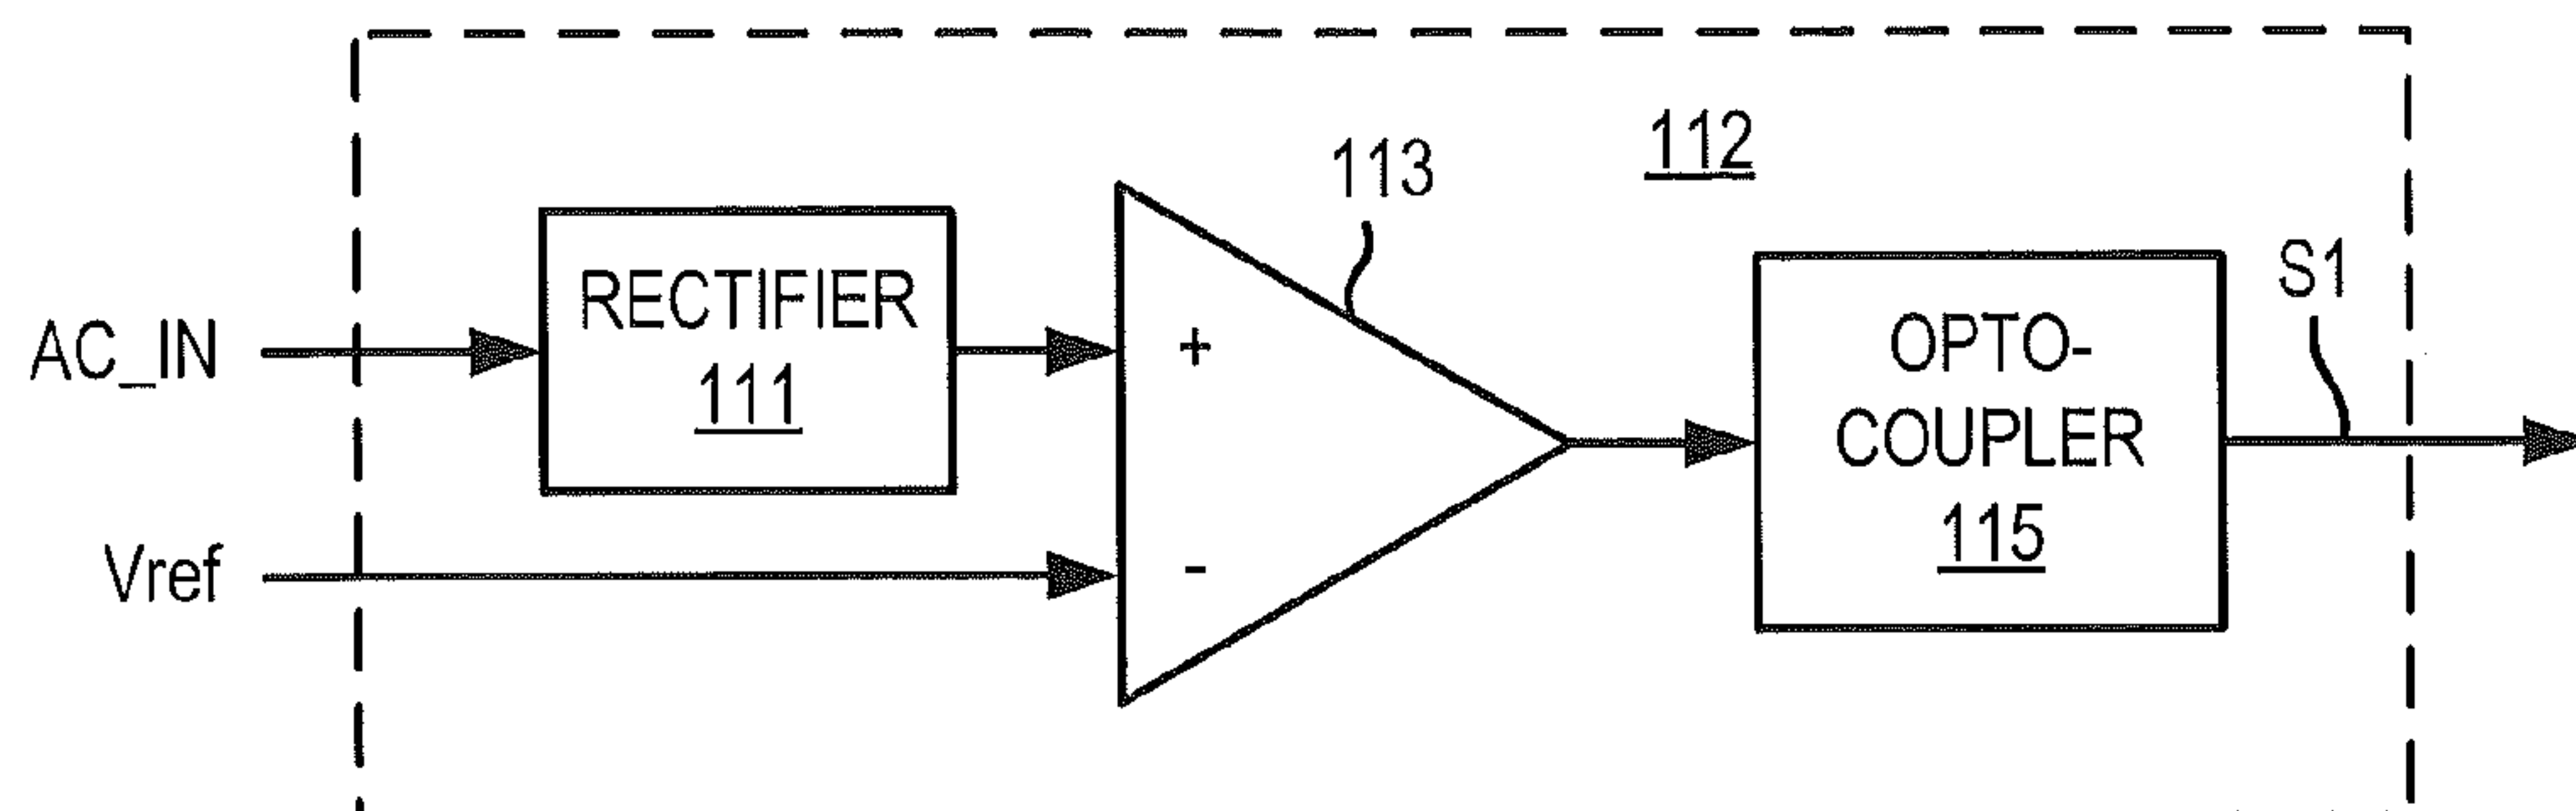 112
113
RECTIFIER
111
AC_IN
+
S1
OPTO-
COUPLER
115
Vref
-